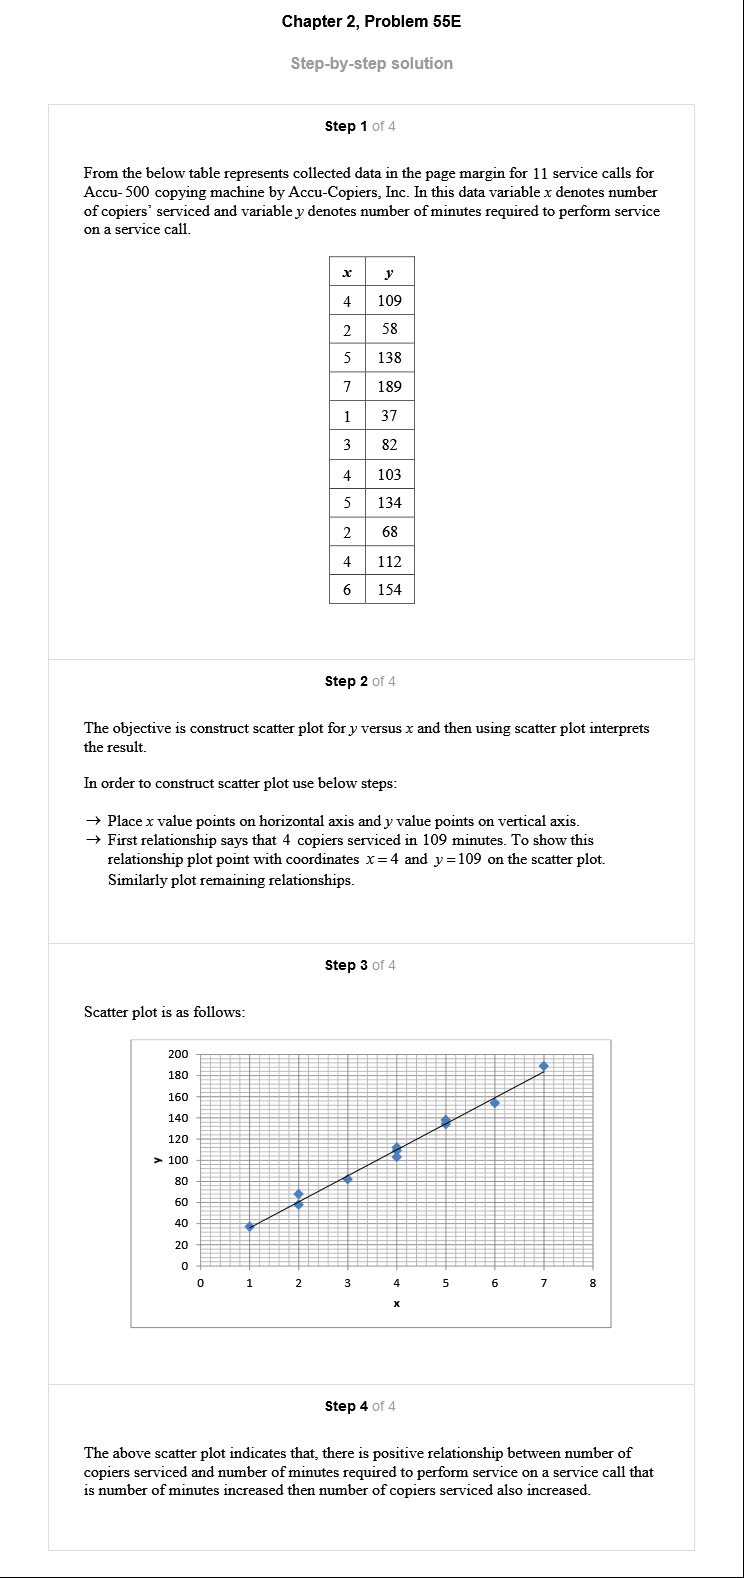 Chapter 2, Problem 55E
Step-by-step solution
Step 1 of 4
From the below table represents collected data in the page margin for 11 service calls for
Accu- 500 copying machine by Accu-Copiers, Inc. In this data variable x denotes number
of copiers’ serviced and variable y denotes number of minutes required to perform service
on a service call.
x y
4 109
2 58
5 138
7 189
1 37
3 82
4 103
5 134
2 68
4 112
6 154
Step 2 of 4
The objective is construct scatter plot for y versus x and then using scatter plot interprets
the result.
In order to construct scatter plot use below steps:
→ Place x value points on horizontal axis and y value points on vertical axis.
→ First relationship says that 4 copiers serviced in 109 minutes. To show this
relationship plot point with coordinates x = 4 and y = 109 on the scatter plot.
Similarly plot remaining relationships.
Step 3 of 4
Scatter plot is as follows:
200
180
160
140
120
y 100
80
60
40
20
0
0 1 2 3 4 5 6 7 8
x
Step 4 of 4
The above scatter plot indicates that, there is positive relationship between number of
copiers serviced and number of minutes required to perform service on a service call that
is number of minutes increased then number of copiers serviced also increased.